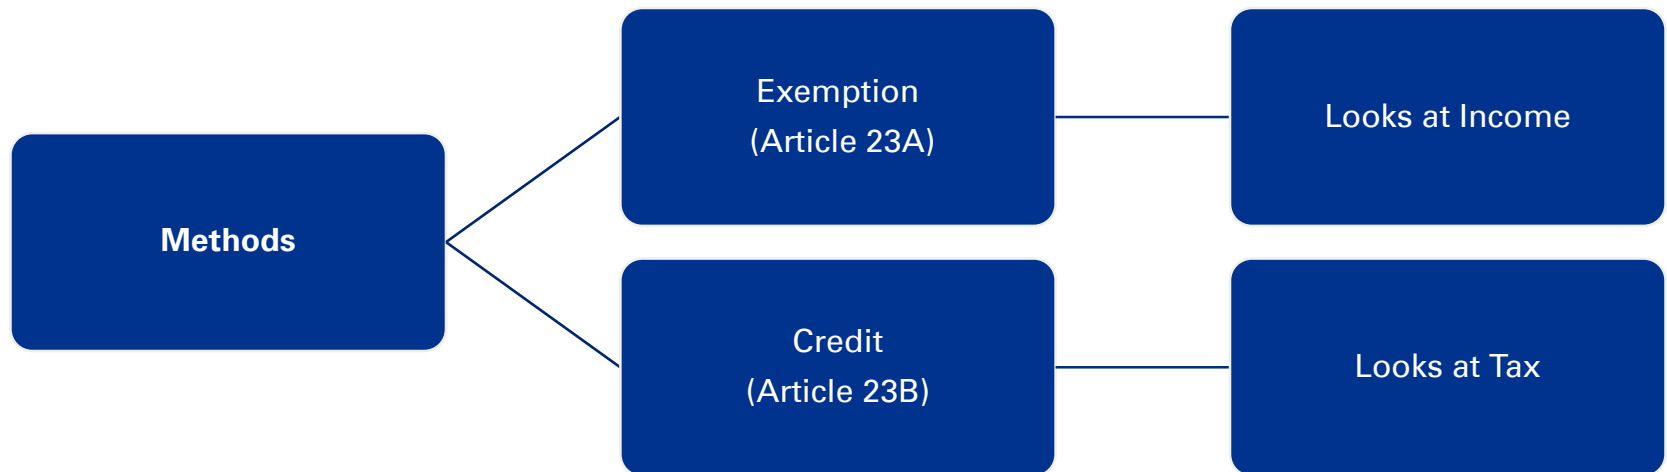 Methods
Exemption
(Article 23A)
Looks at Income
Credit
(Article 23B)
Looks at Tax